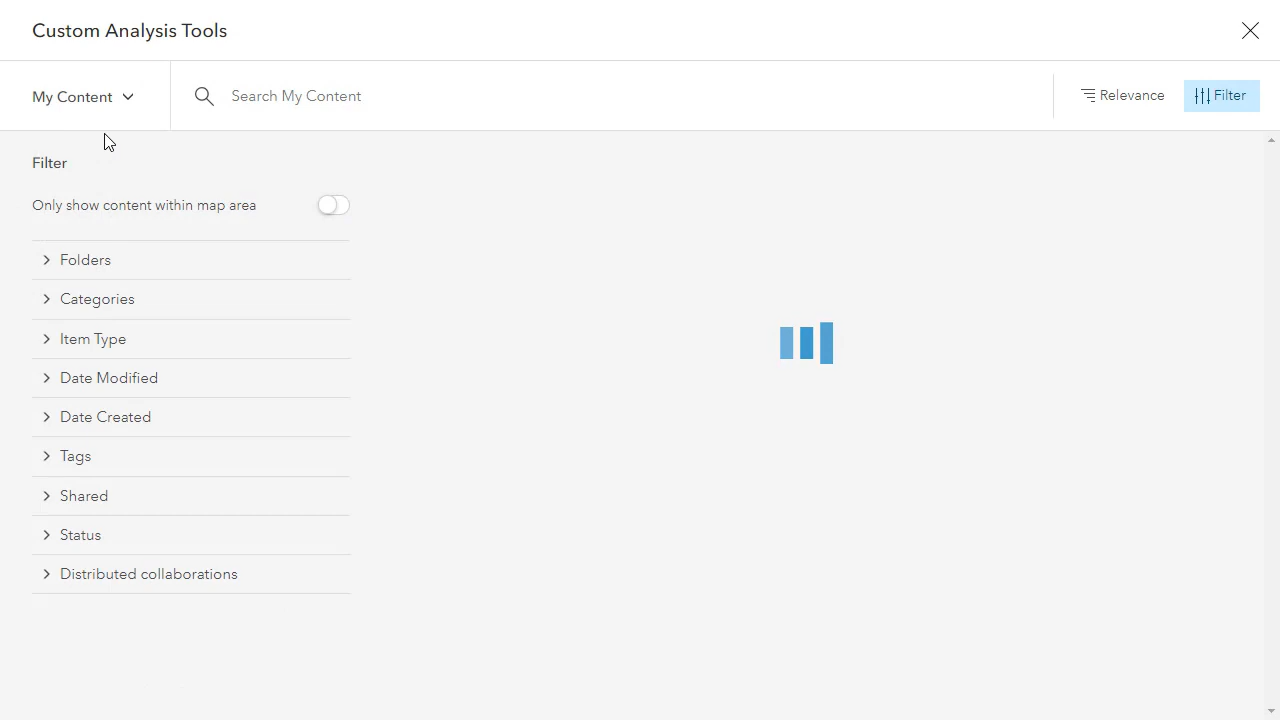 Custom Analysis Tools
My Content
Search My Content
Relevance
Filter
Filter
Only show content within map area
Folders
Categories
Item Type
Date Modified
Date Created
Tags
Shared
Status
Distributed collaborations